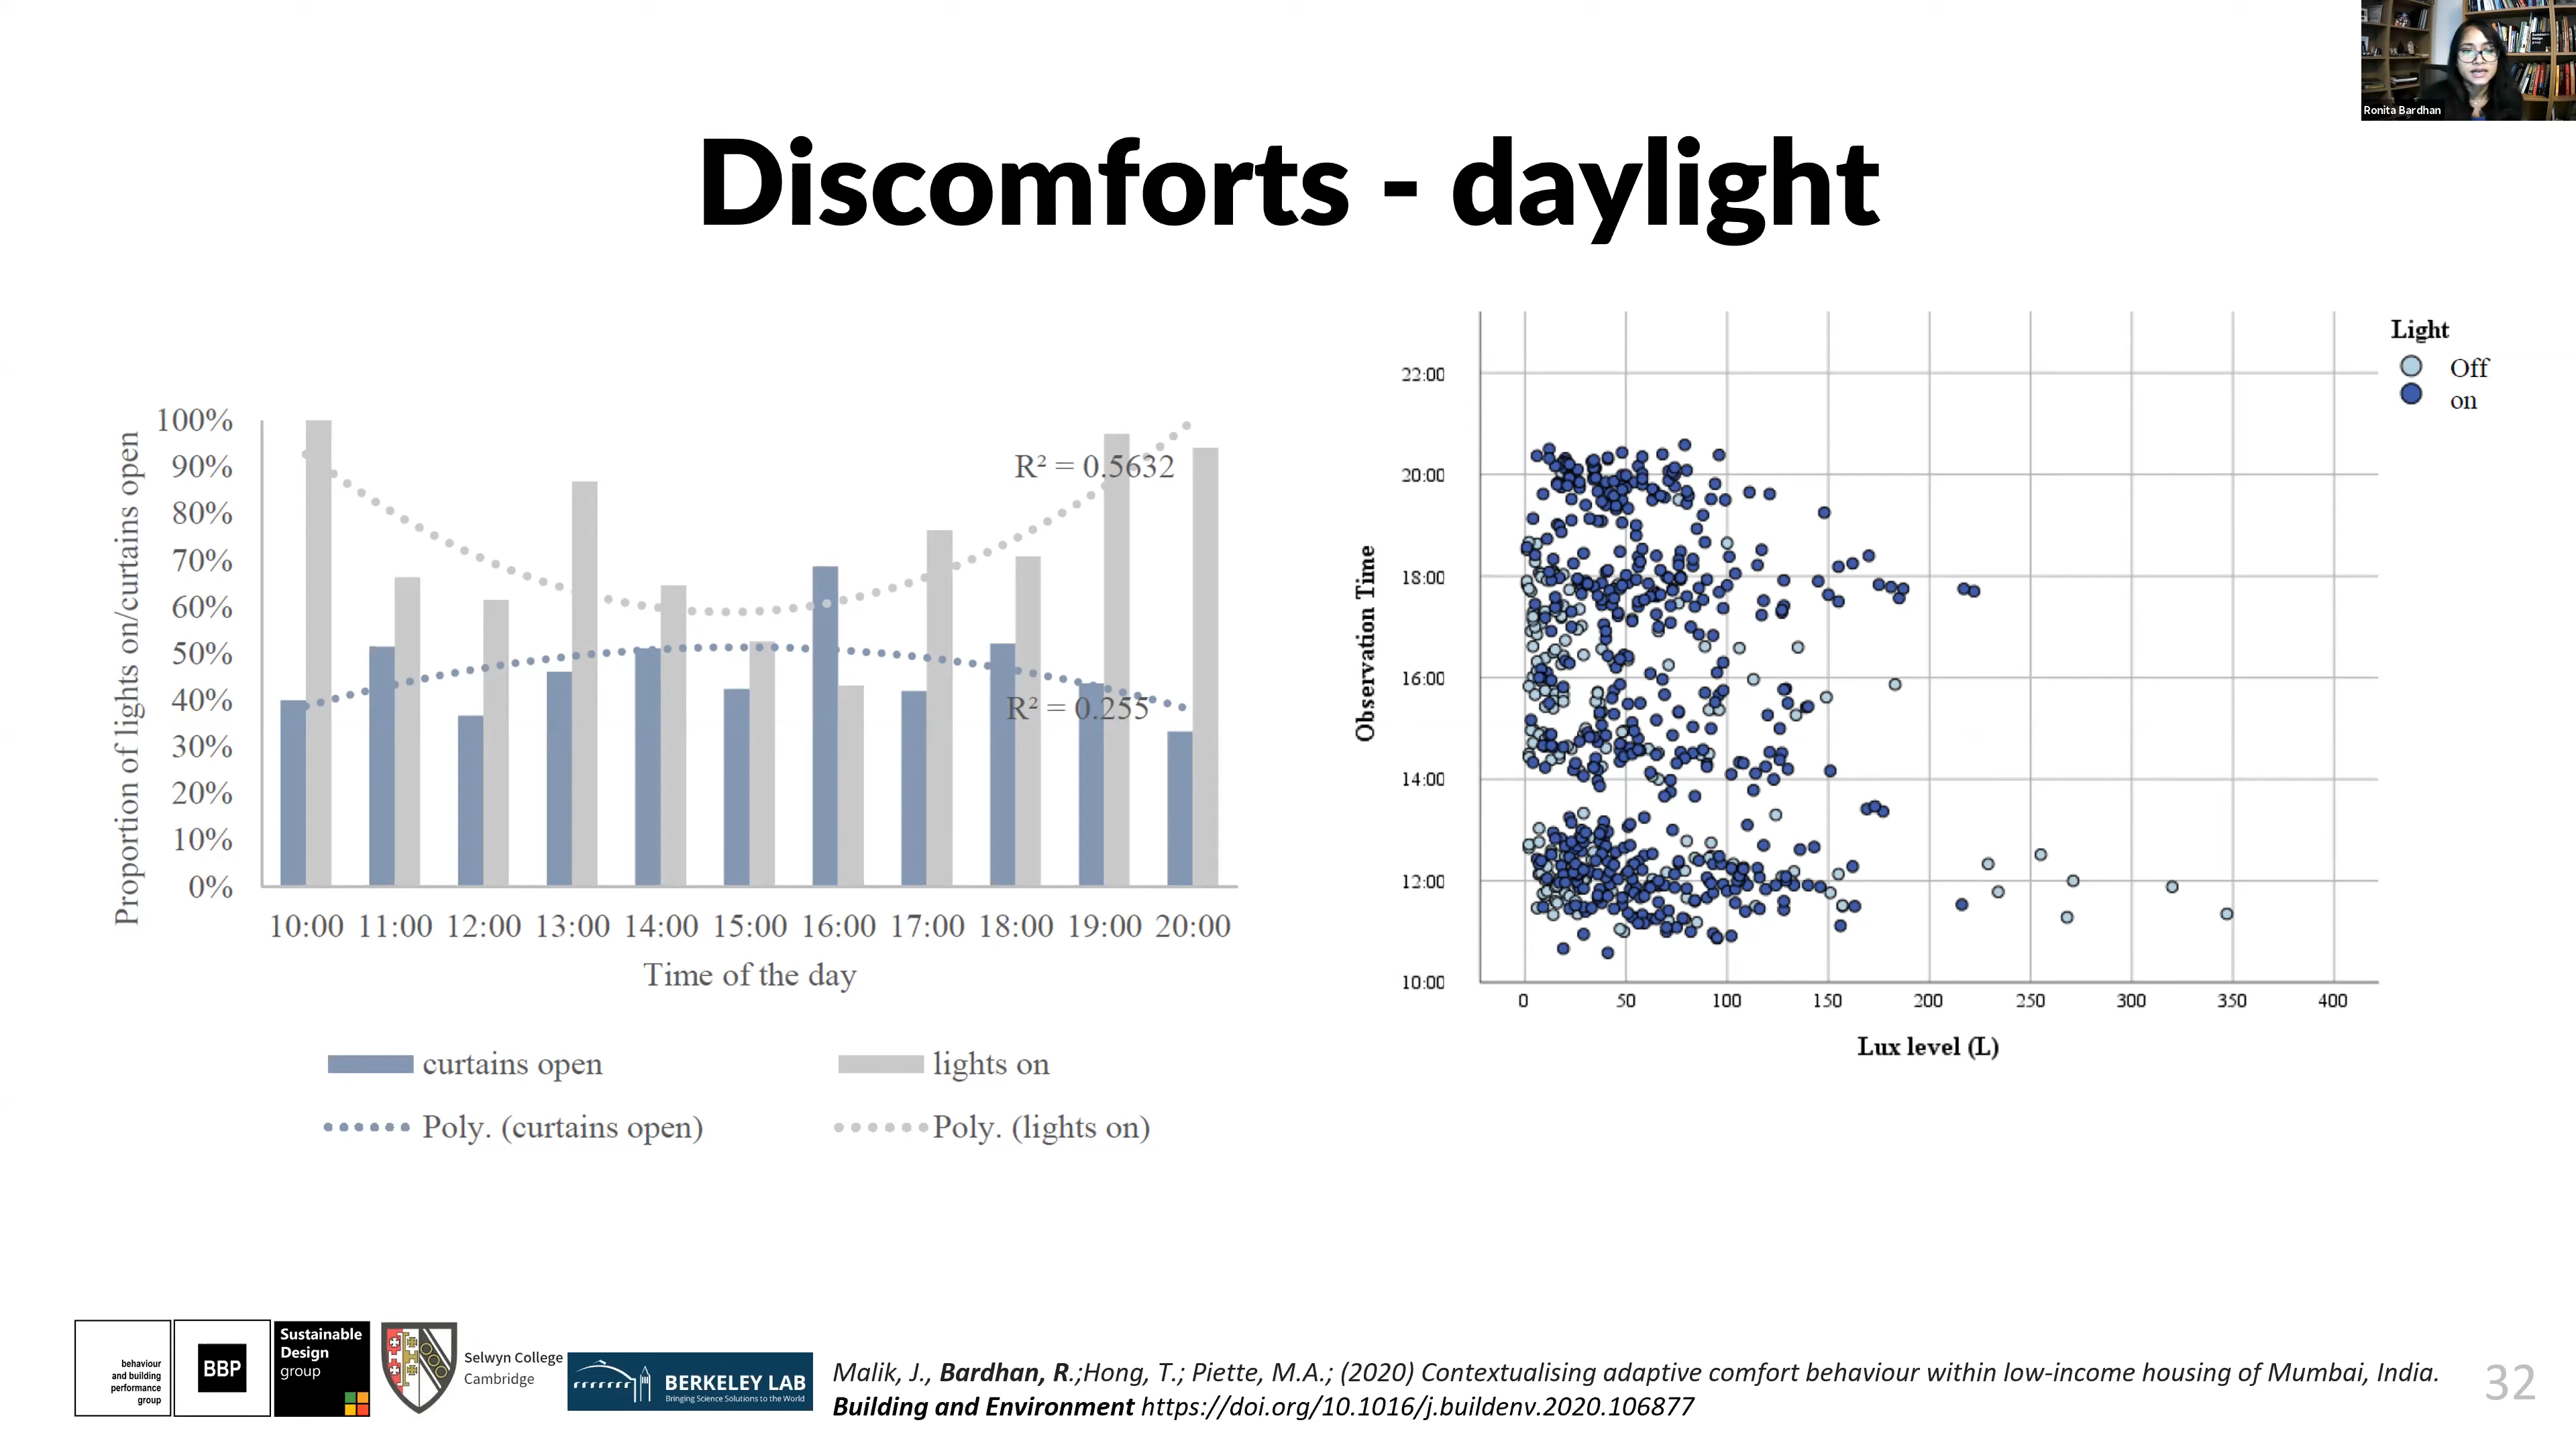 Ronita Bardhan
Discomforts - daylight
Proportion of lights on/curtains open
100%
90%
80%
70%
60%
50%
40%
30%
20%
10%
0%
R² = 0.5632
R² = 0.255
10:00 11:00 12:00 13:00 14:00 15:00 16:00 17:00 18:00 19:00 20:00
Time of the day
curtains open
lights on
Poly. (curtains open)
Poly. (lights on)
Light
Off
on
Observation Time
22:00
20:00
18:00
16:00
14:00
12:00
10:00
0 50 100 150 200 250 300 350 400
Lux level (L)
behaviour
and building
performance
group
BBP
Sustainable
Design
group
Selwyn College
Cambridge
BERKELEY LAB
Bringing Science Solutions to the World
Malik, J., Bardhan, R.;Hong, T.; Piette, M.A.; (2020) Contextualising adaptive comfort behaviour within low-income housing of Mumbai, India.
Building and Environment https://doi.org/10.1016/j.buildenv.2020.106877
32